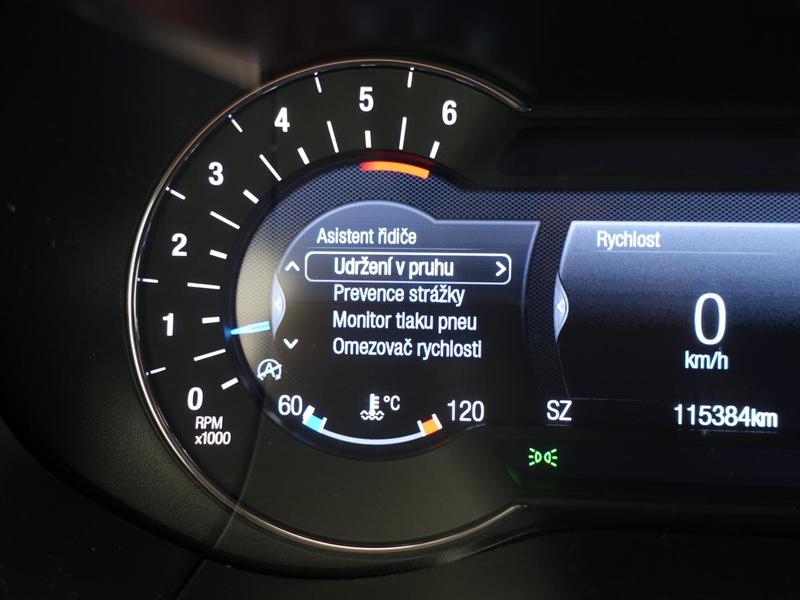 6
5
4
3
2
1
0
RPM
x1000
Asistent řidiče
Udržení v pruhu
Prevence strážky
Monitor tlaku pneu
Omezovač rychlosti
60 °C 120
Rychlost
0
km/h
SZ 115384km